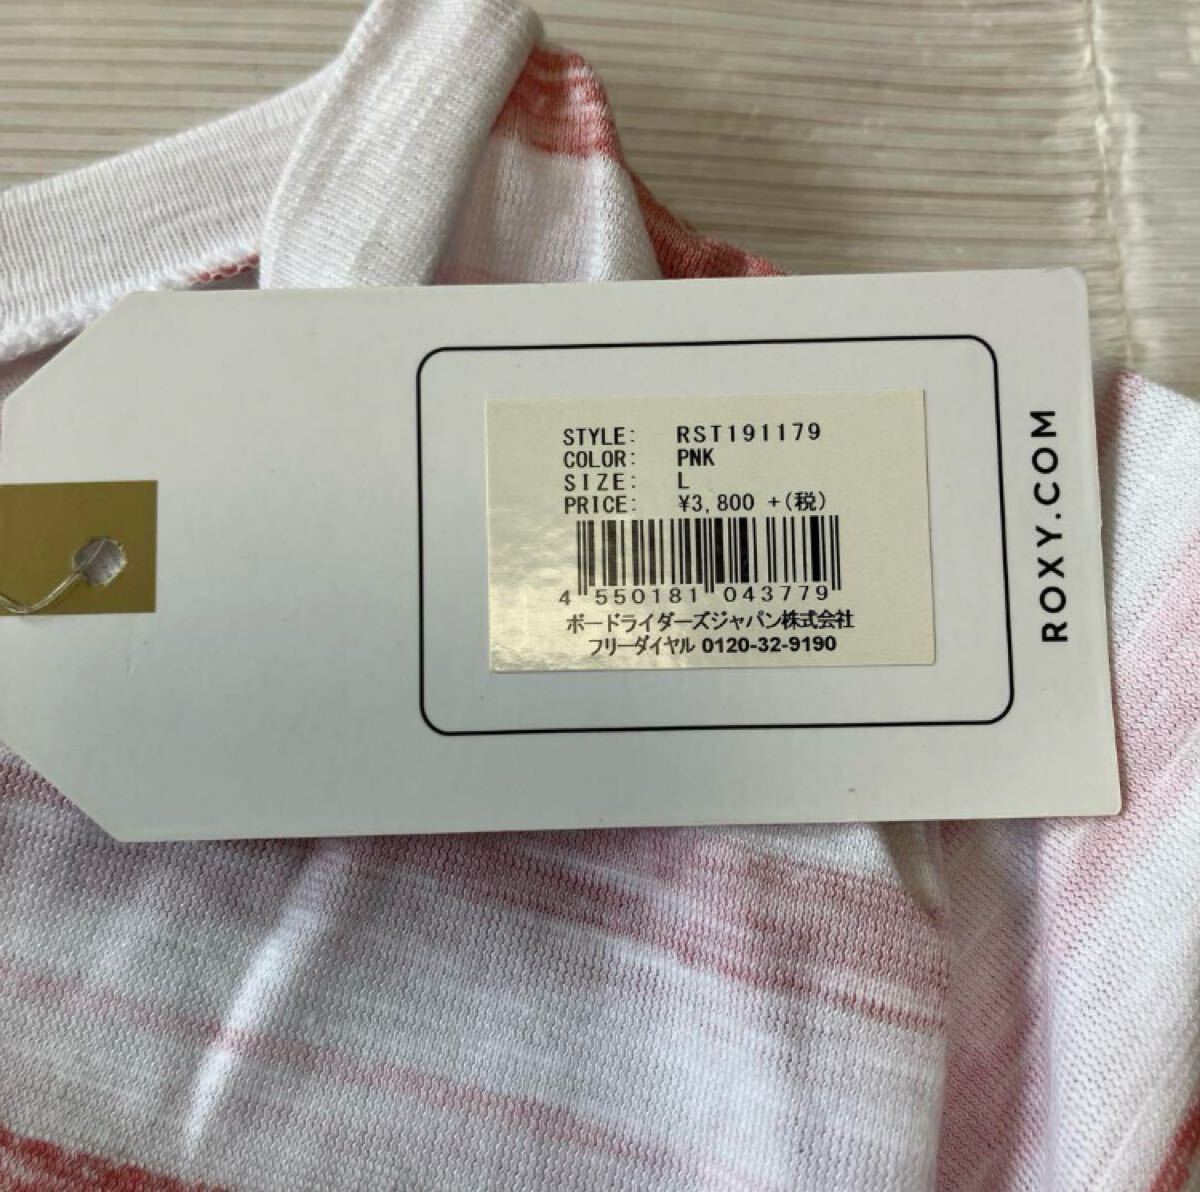 STYLE: RST191179
COLOR: PNK
SIZE: L
PRICE: ¥3,800 +(税)
4 550181 043779
ボードライダーズジャパン株式会社
フリーダイヤル 0120-32-9190
ROXY.COM